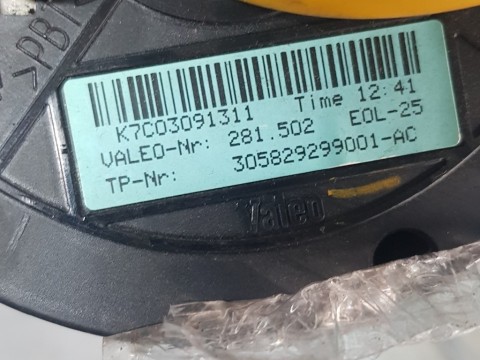 >PBT
K7C03091311 Time 12:41
VALEO-Nr: 281.502 EOL-25
TP-Nr: 305829299001-AC
Valeo